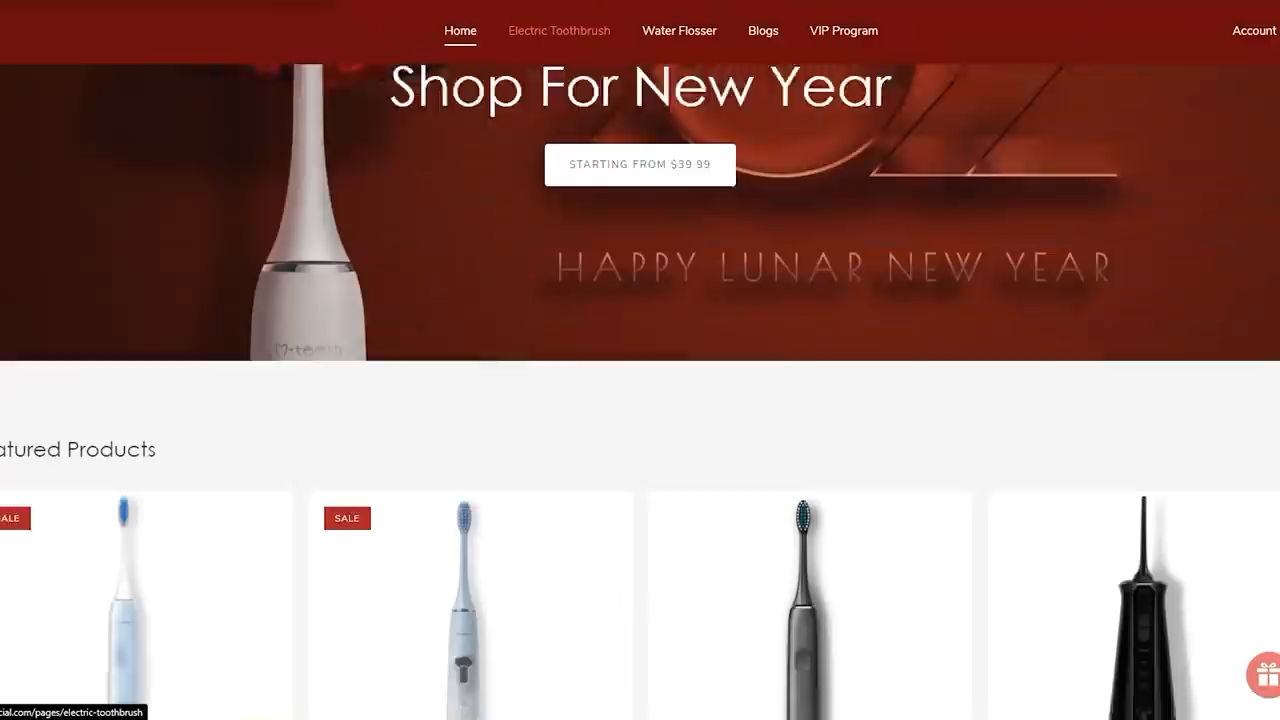 Home Electric Toothbrush Water Flosser Blogs VIP Program Account
Shop For New Year
STARTING FROM $39.99
HAPPY LUNAR NEW YEAR
atured Products
ALE
SALE
cial.com/pages/electric-toothbrush